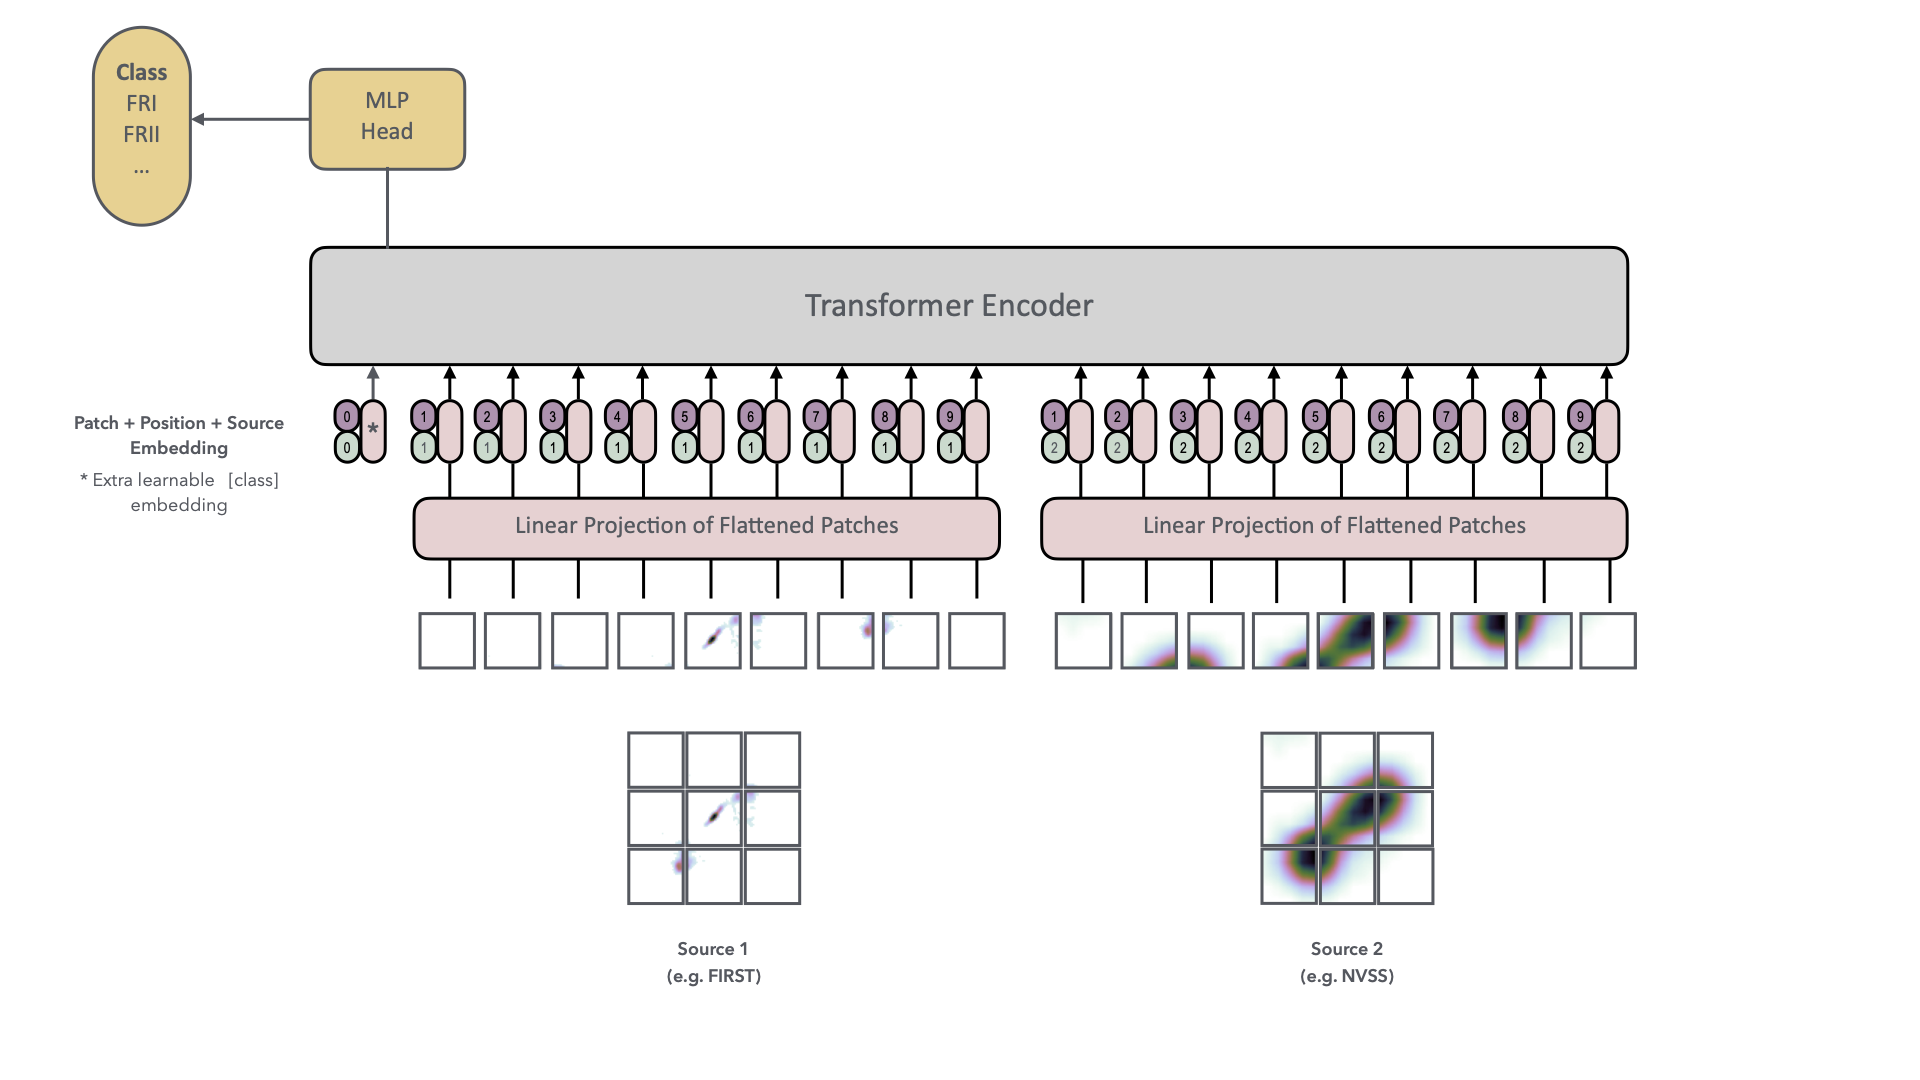 Class
FRI
FRII
...
MLP
Head
Transformer Encoder
Patch + Position + Source
Embedding
* Extra learnable [class]
embedding
0 * 1 2 3 4 5 6 7 8 9 1 2 3 4 5 6 7 8 9
0 1 1 1 1 1 1 1 1 1 2 2 2 2 2 2 2 2 2
Linear Projection of Flattened Patches
Linear Projection of Flattened Patches
Source 1
(e.g. FIRST)
Source 2
(e.g. NVSS)